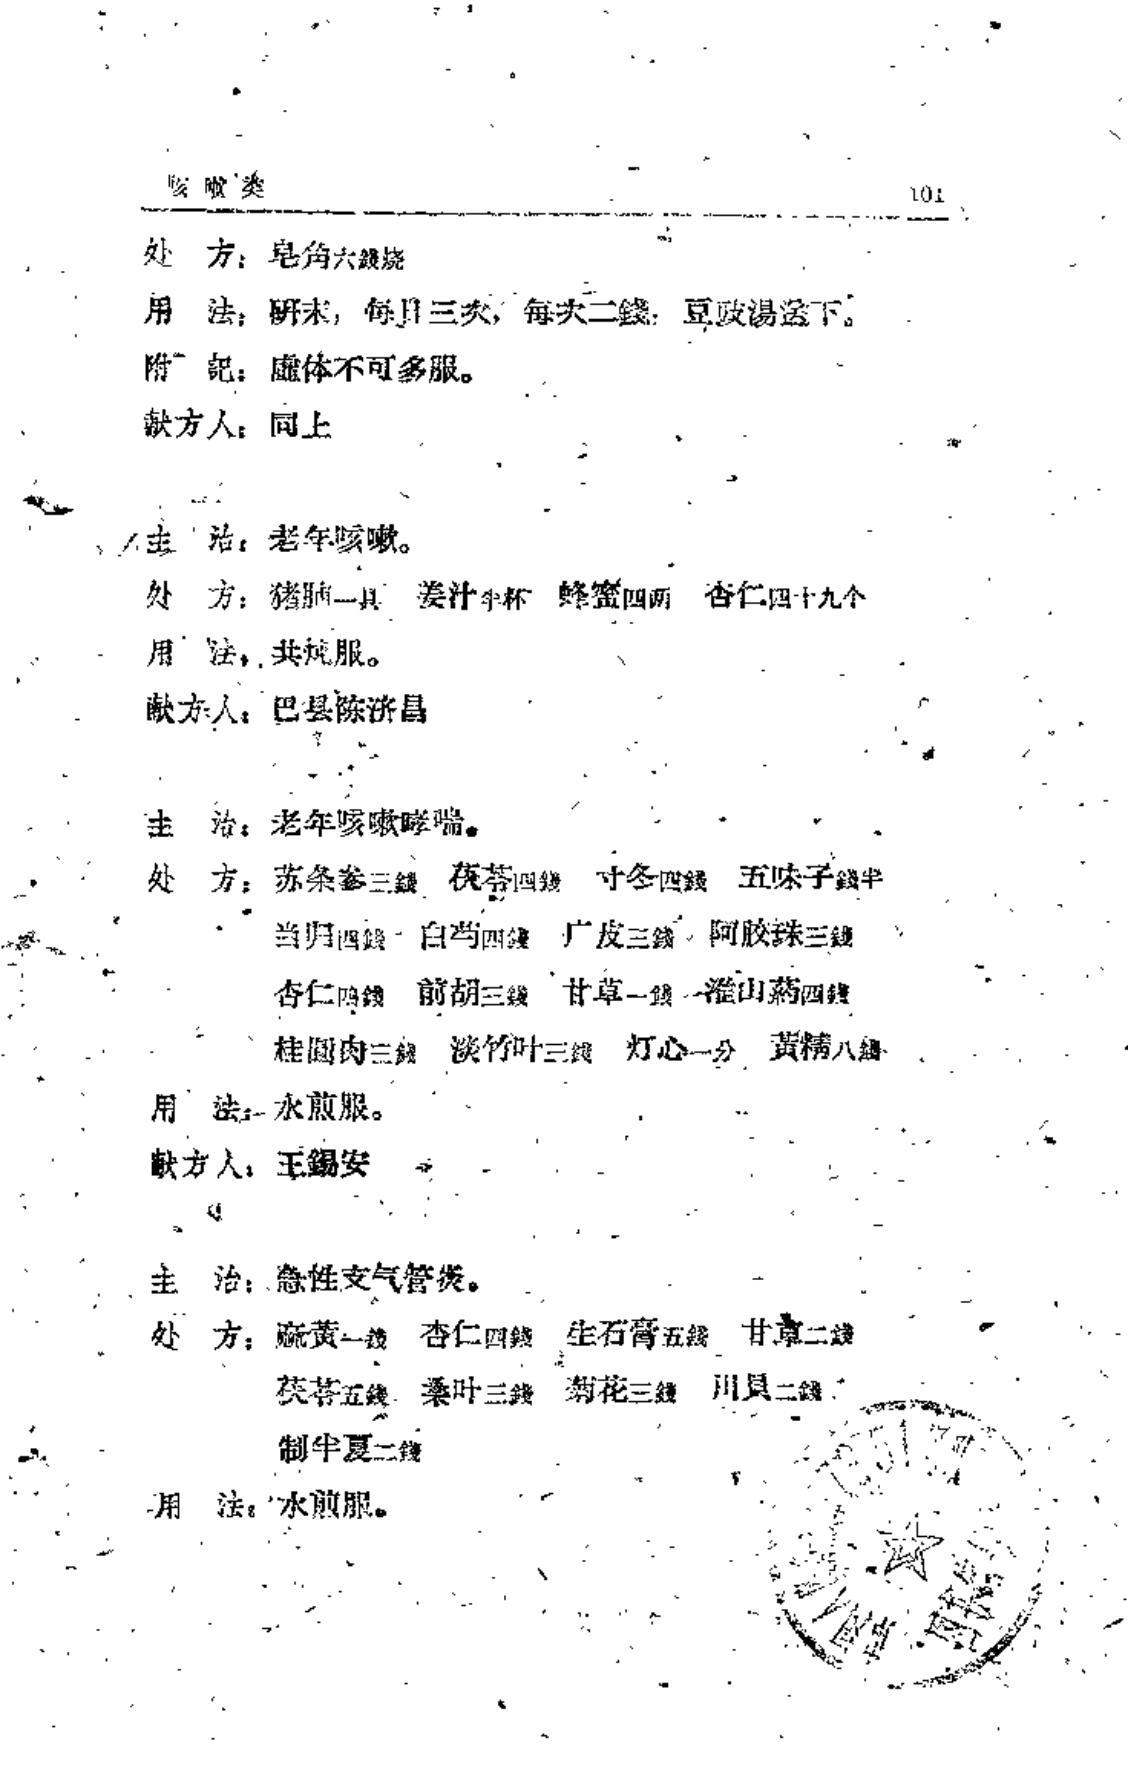 咳嗽类 101
处 方：皂角六錢烧
用 法：研末，每日三次，每次二錢，豆豉湯送下。
附 記：虛体不可多服。
献方人：同上
主 治：老年咳嗽。
处 方：猪肺一具 姜汁半杯 蜂蜜四两 杏仁四十九个
用 法：共炖服。
献方人：巴县陈济昌
主 治：老年咳嗽哮喘。
处 方：苏条参三錢 茯苓四錢 寸冬四錢 五味子錢半
当归四錢 白芍四錢 广皮三錢 阿胶珠三錢
杏仁四錢 前胡三錢 甘草一錢 淮山葯四錢
桂圆肉三錢 淡竹叶三錢 灯心一分 黃精八錢
用 法：水煎服。
献方人：王錫安
主 治：急性支气管炎。
处 方：麻黃一錢 杏仁四錢 生石膏五錢 甘草二錢
茯苓五錢 桑叶三錢 菊花三錢 川貝二錢
制半夏二錢
用 法：水煎服。